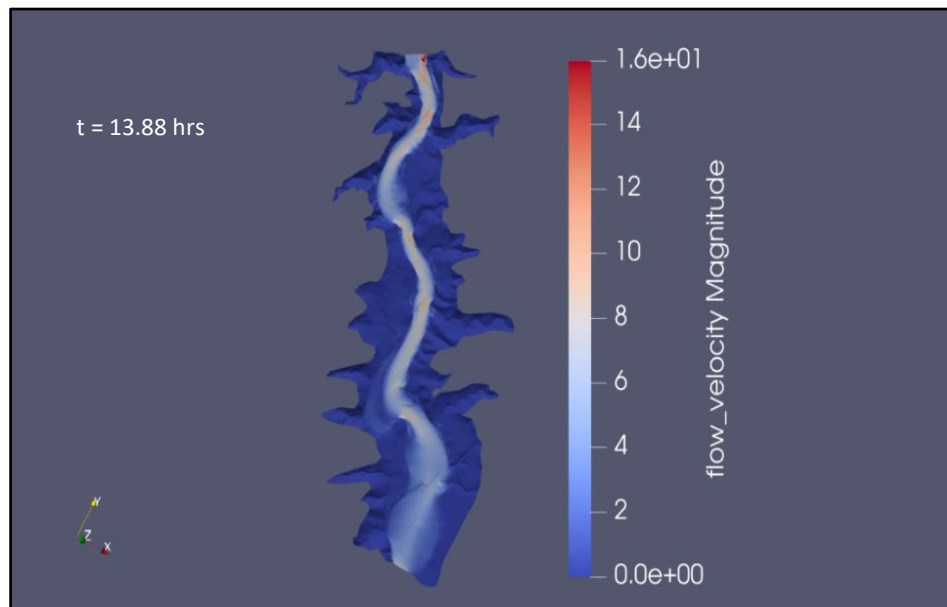 t = 13.88 hrs
1.6e+01
14
12
10
8
6
4
2
0.0e+00
flow_velocity Magnitude
Y
Z
X